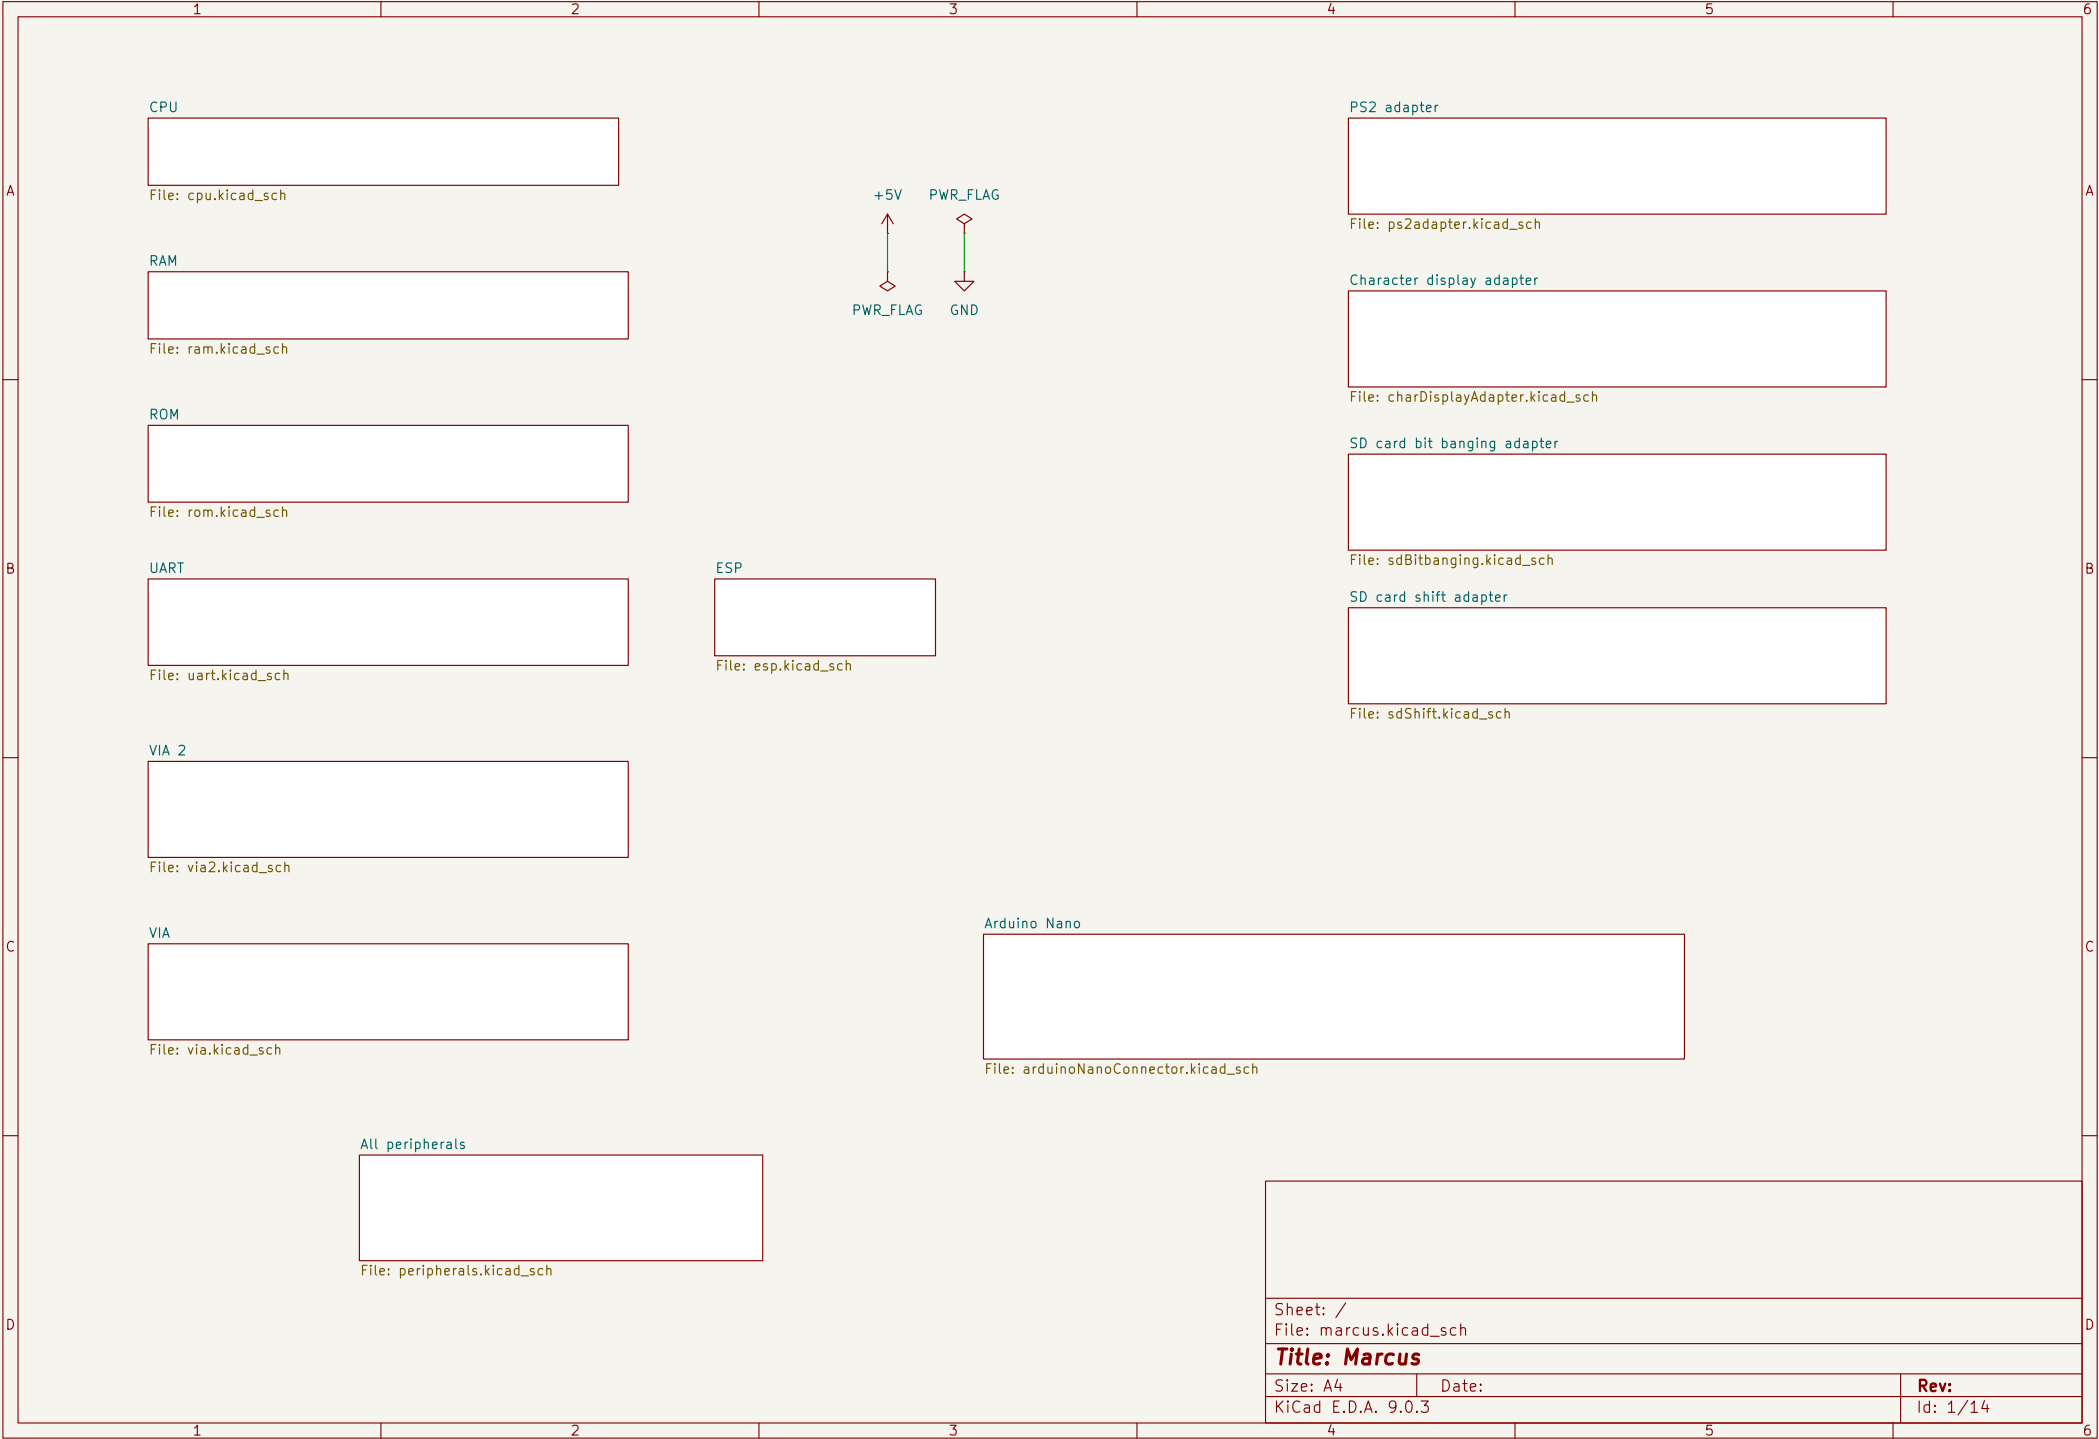 1 2 3 4 5 6
CPU
File: cpu.kicad_sch
RAM
File: ram.kicad_sch
ROM
File: rom.kicad_sch
UART
File: uart.kicad_sch
VIA 2
File: via2.kicad_sch
VIA
File: via.kicad_sch
All peripherals
File: peripherals.kicad_sch
+5V PWR_FLAG
PWR_FLAG GND
ESP
File: esp.kicad_sch
Arduino Nano
File: arduinoNanoConnector.kicad_sch
PS2 adapter
File: ps2adapter.kicad_sch
Character display adapter
File: charDisplayAdapter.kicad_sch
SD card bit banging adapter
File: sdBitbanging.kicad_sch
SD card shift adapter
File: sdShift.kicad_sch
A A
B B
C C
D D
Sheet: /
File: marcus.kicad_sch
Title: Marcus
Size: A4 Date: Rev:
KiCad E.D.A. 9.0.3 Id: 1/14
1 2 3 4 5 6